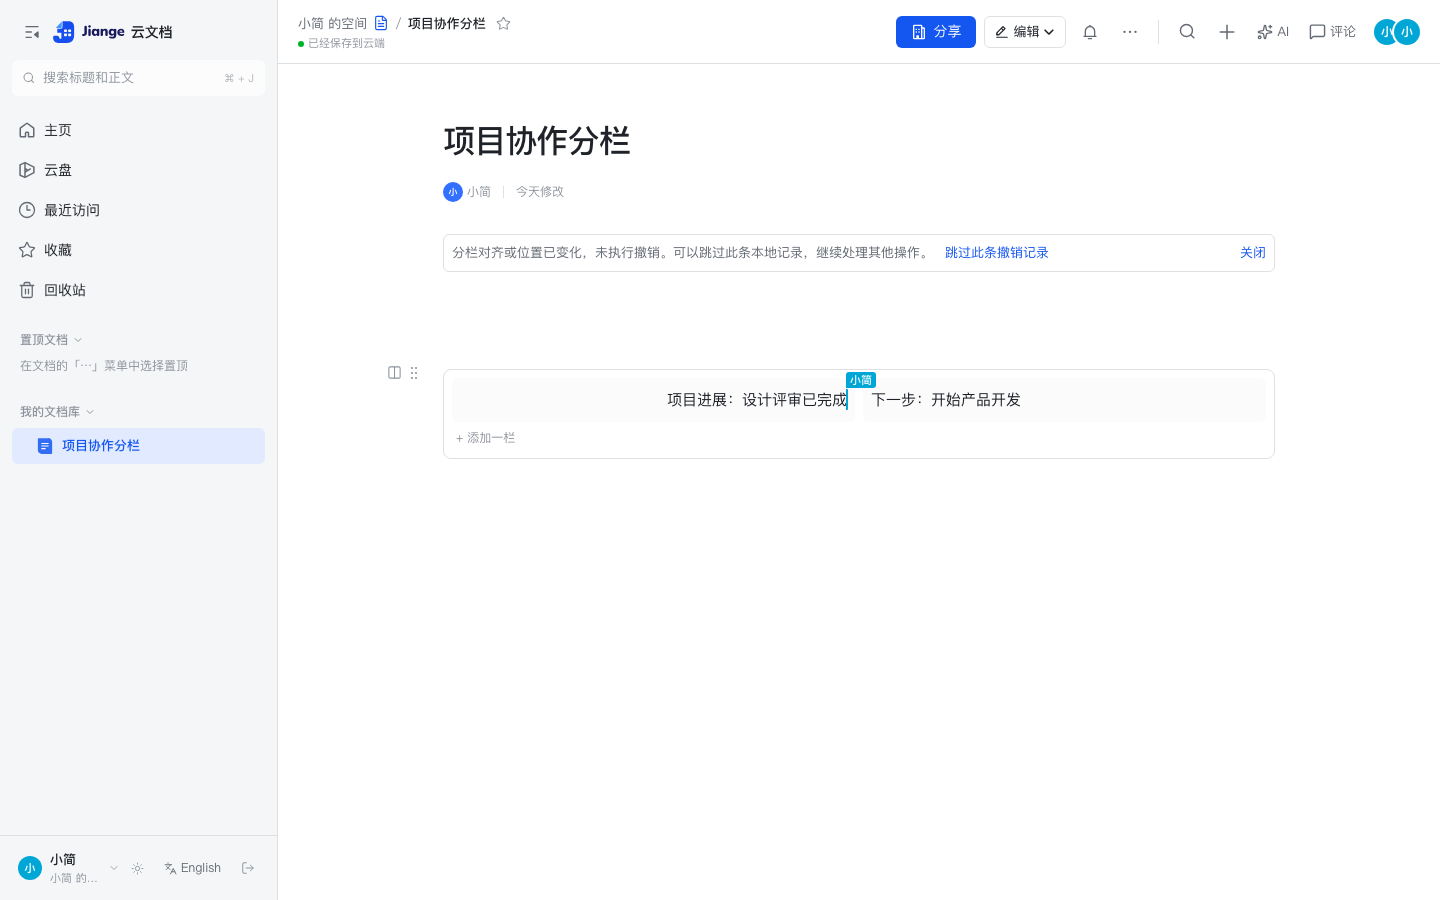 Jiange 云文档
搜索标题和正文 ⌘ + J
主页
云盘
最近访问
收藏
回收站
置顶文档
在文档的「…」菜单中选择置顶
我的文档库
项目协作分栏
小简
小简 的...
English
小简 的空间 / 项目协作分栏
已经保存到云端
分享
编辑
AI
评论
小
小
项目协作分栏
小 小简 今天修改
分栏对齐或位置已变化，未执行撤销。可以跳过此条本地记录，继续处理其他操作。 跳过此条撤销记录 关闭
小简
项目进展：设计评审已完成 下一步：开始产品开发
+ 添加一栏
小